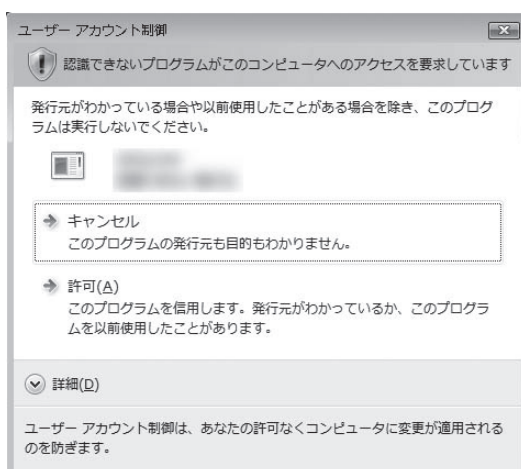 ユーザー アカウント制御
認識できないプログラムがこのコンピュータへのアクセスを要求しています
発行元がわかっている場合や以前使用したことがある場合を除き、このプログ
ラムは実行しないでください。
キャンセル
このプログラムの発行元も目的もわかりません。
許可(A)
このプログラムを信用します。発行元がわかっているか、このプログラ
ムを以前使用したことがあります。
詳細(D)
ユーザー アカウント制御は、あなたの許可なくコンピュータに変更が適用される
のを防ぎます。